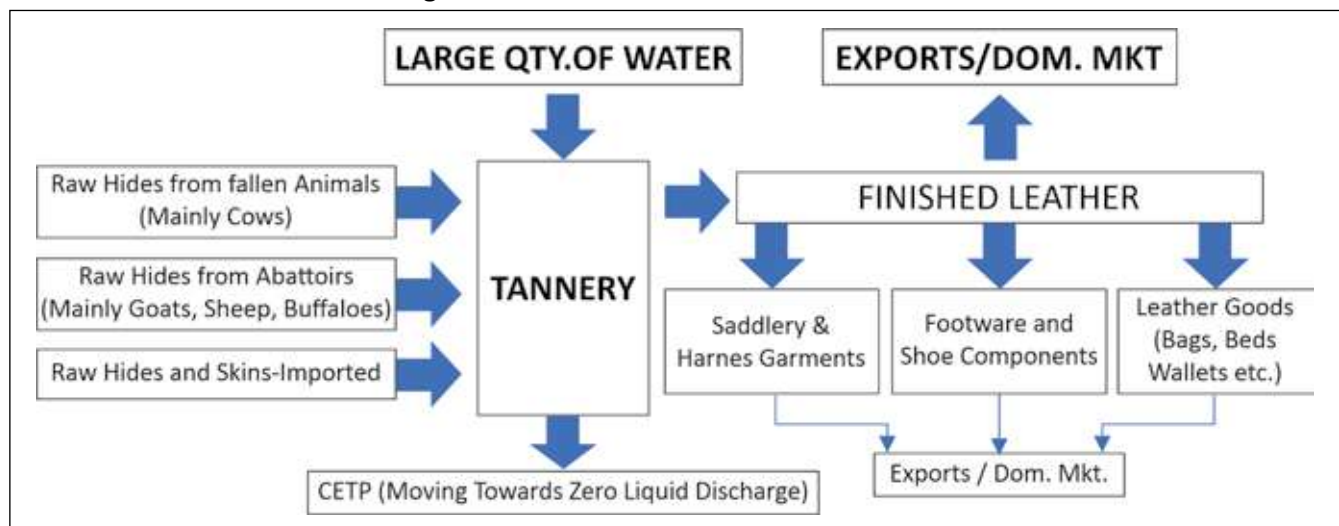 LARGE QTY.OF WATER
EXPORTS/DOM. MKT
Raw Hides from fallen Animals
(Mainly Cows)
Raw Hides from Abattoirs
(Mainly Goats, Sheep, Buffaloes)
Raw Hides and Skins-Imported
TANNERY
FINISHED LEATHER
Saddlery &
Harnes Garments
Footware and
Shoe Components
Leather Goods
(Bags, Beds
Wallets etc.)
CETP (Moving Towards Zero Liquid Discharge)
Exports / Dom. Mkt.